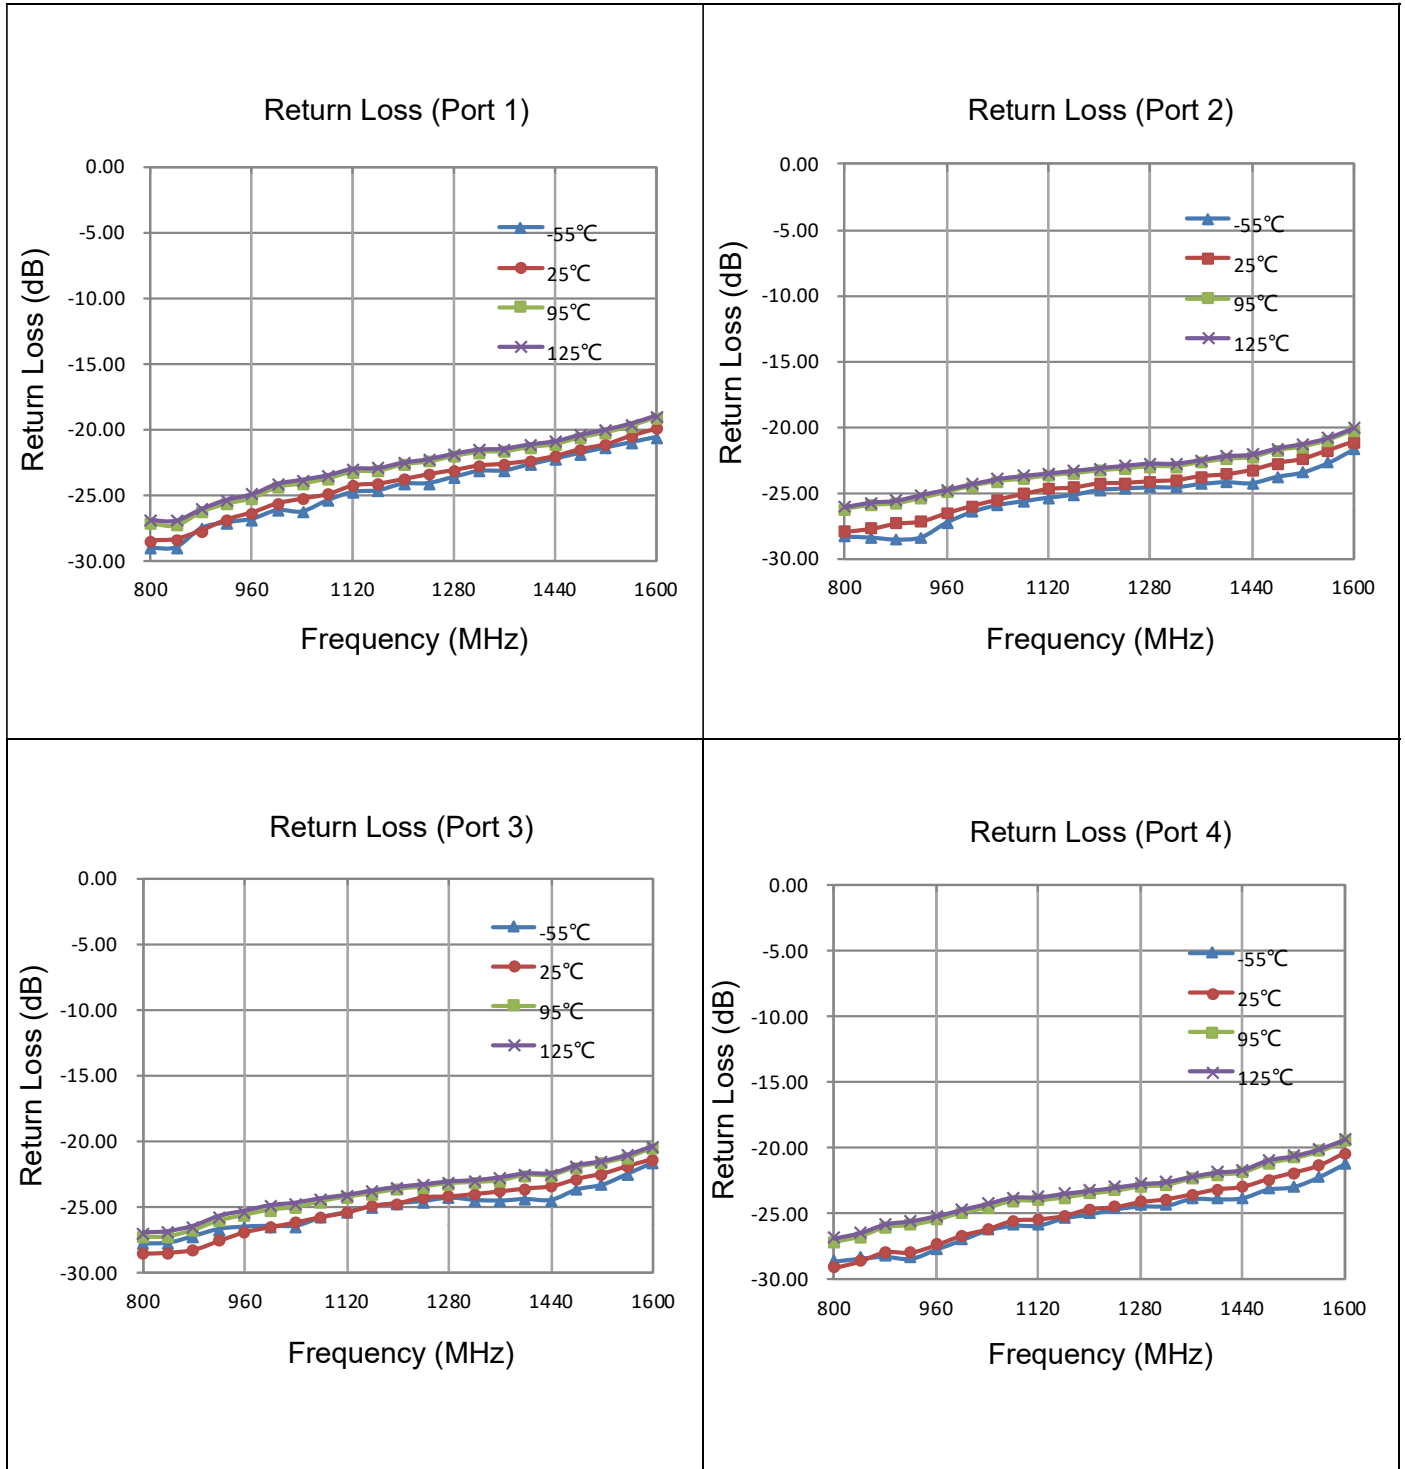 Return Loss (Port 1)
Return Loss (dB)
0.00
-5.00
-10.00
-15.00
-20.00
-25.00
-30.00
-55℃
25℃
95℃
125℃
800 960 1120 1280 1440 1600
Frequency (MHz)
Return Loss (Port 2)
Return Loss (dB)
0.00
-5.00
-10.00
-15.00
-20.00
-25.00
-30.00
-55℃
25℃
95℃
125℃
800 960 1120 1280 1440 1600
Frequency (MHz)
Return Loss (Port 3)
Return Loss (dB)
0.00
-5.00
-10.00
-15.00
-20.00
-25.00
-30.00
-55℃
25℃
95℃
125℃
800 960 1120 1280 1440 1600
Frequency (MHz)
Return Loss (Port 4)
Return Loss (dB)
0.00
-5.00
-10.00
-15.00
-20.00
-25.00
-30.00
-55℃
25℃
95℃
125℃
800 960 1120 1280 1440 1600
Frequency (MHz)